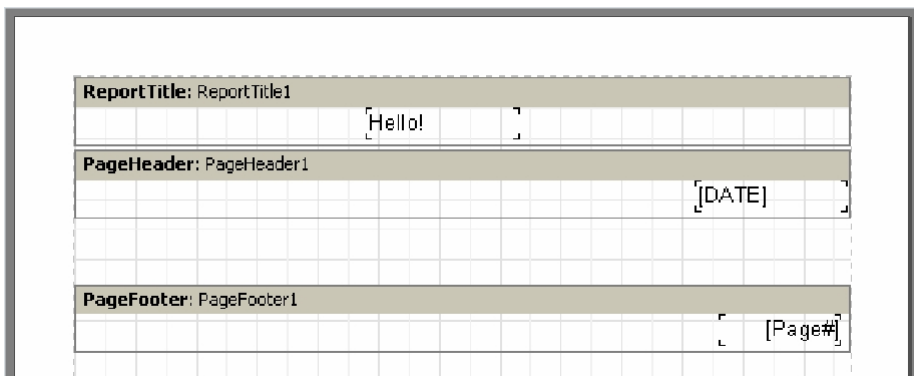 ReportTitle: ReportTitle1
Hello!
PageHeader: PageHeader1
[DATE]
PageFooter: PageFooter1
[Page#]